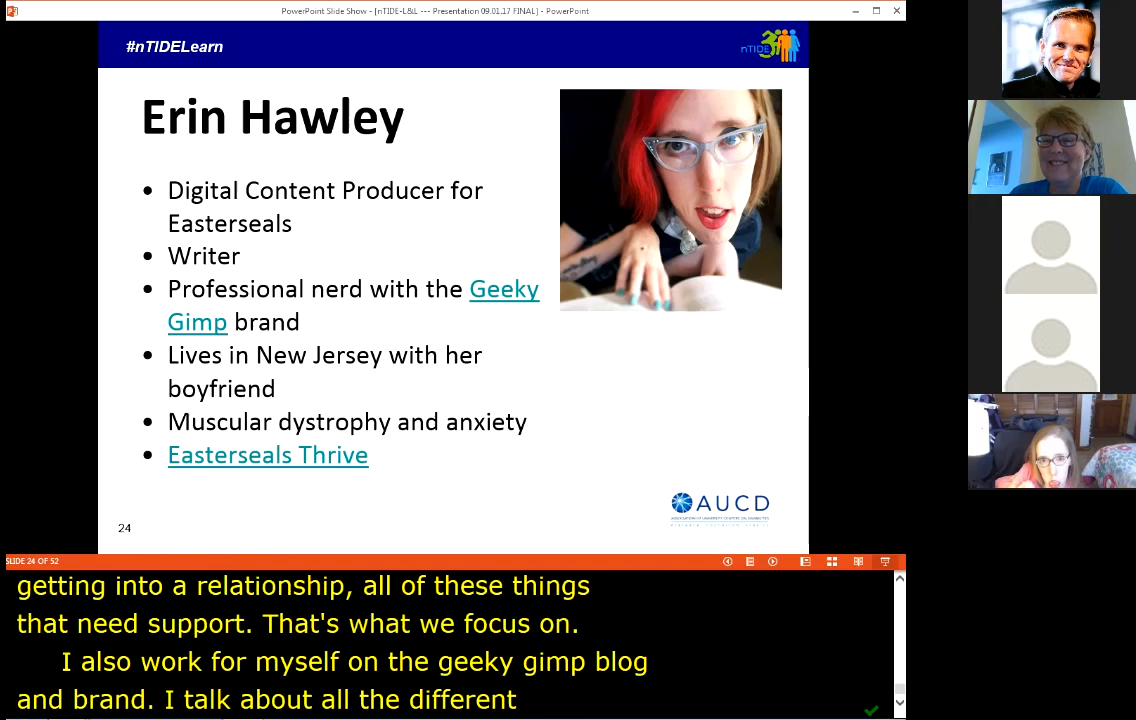 PowerPoint Slide Show - [nTIDE-L&L --- Presentation 09.01.17 FINAL] - PowerPoint
#nTIDELearn
nTIDE
Erin Hawley
• Digital Content Producer for
Easterseals
• Writer
• Professional nerd with the Geeky
Gimp brand
• Lives in New Jersey with her
boyfriend
• Muscular dystrophy and anxiety
• Easterseals Thrive
AUCD
24
SLIDE 24 OF 52
getting into a relationship, all of these things
that need support. That's what we focus on.
I also work for myself on the geeky gimp blog
and brand. I talk about all the different